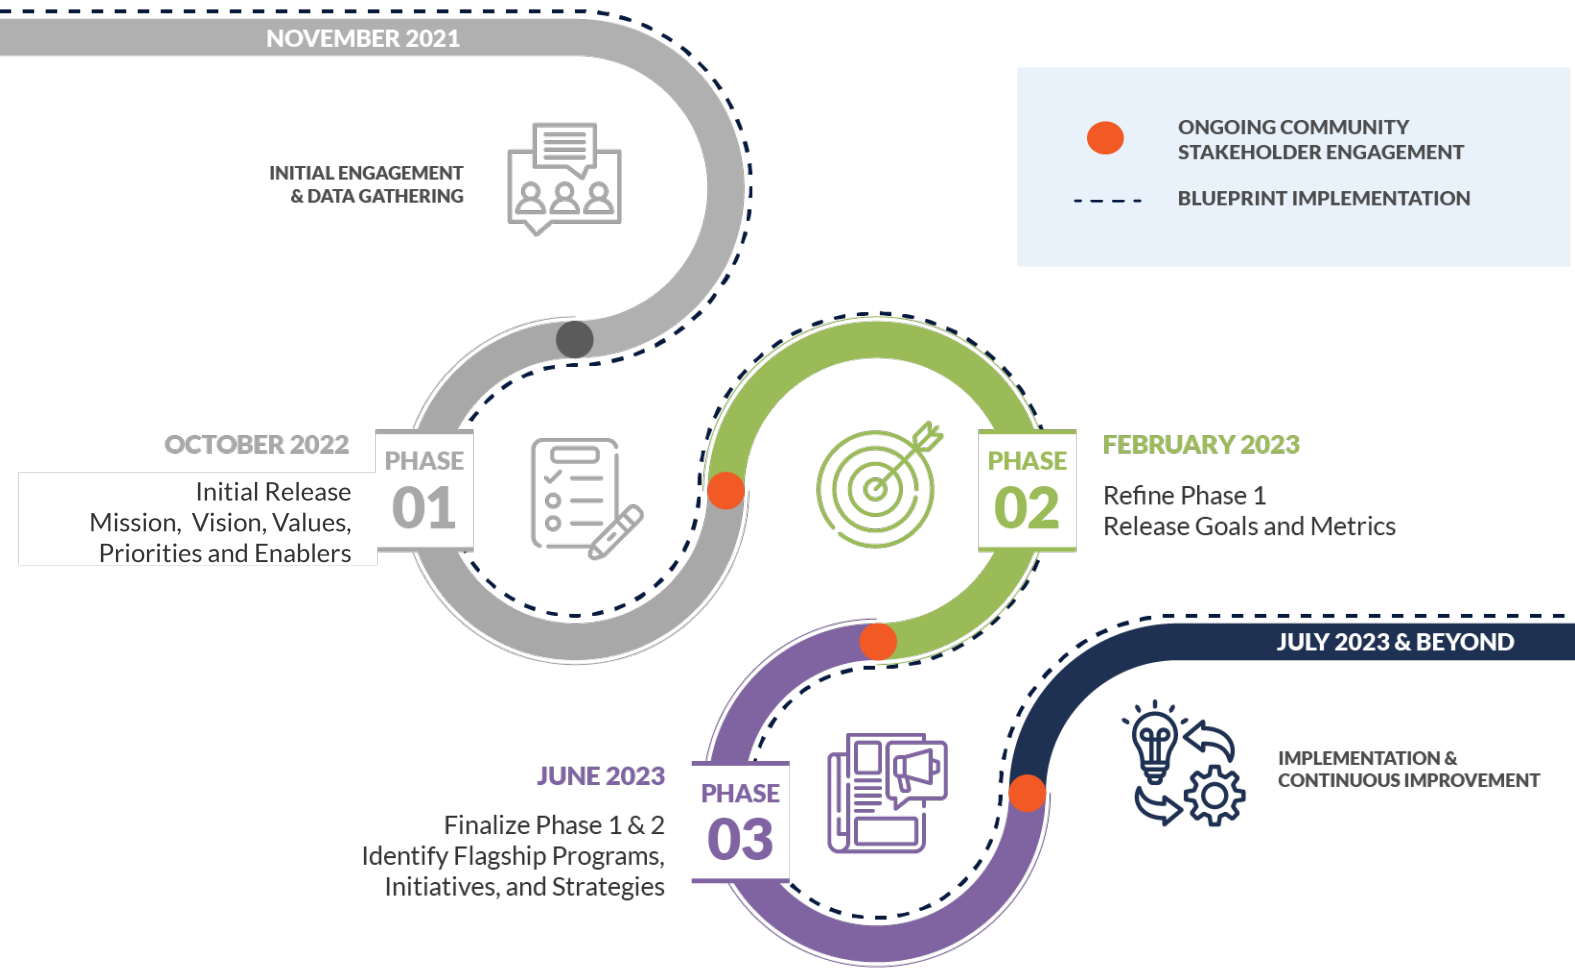 NOVEMBER 2021
INITIAL ENGAGEMENT
& DATA GATHERING
ONGOING COMMUNITY
STAKEHOLDER ENGAGEMENT
BLUEPRINT IMPLEMENTATION
OCTOBER 2022
Initial Release
Mission, Vision, Values,
Priorities and Enablers
PHASE
01
PHASE
02
FEBRUARY 2023
Refine Phase 1
Release Goals and Metrics
JUNE 2023
Finalize Phase 1 & 2
Identify Flagship Programs,
Initiatives, and Strategies
PHASE
03
JULY 2023 & BEYOND
IMPLEMENTATION &
CONTINUOUS IMPROVEMENT